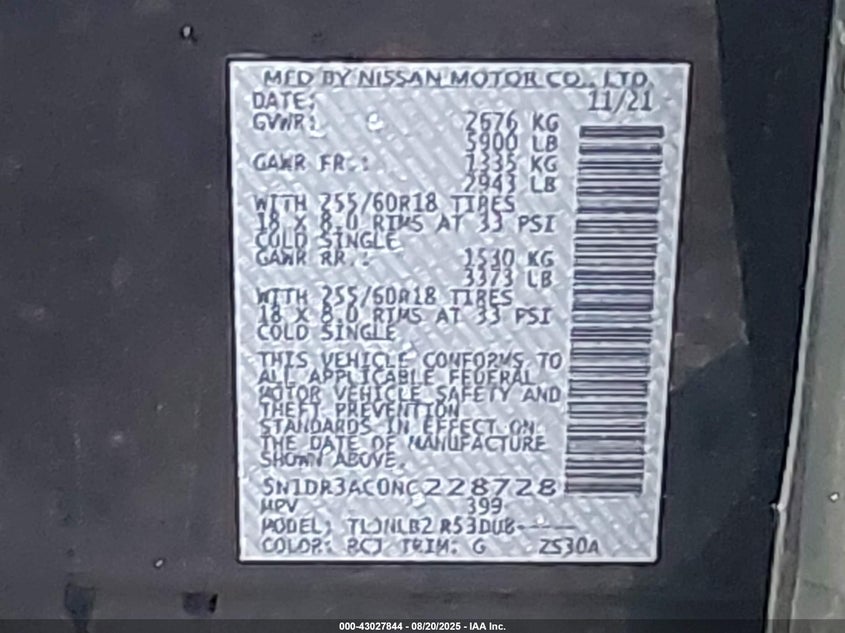 MFD BY NISSAN MOTOR CO., LTD.
DATE: 11/21
GVWR: 2676 KG
5900 LB
GAWR FR.: 1335 KG
2943 LB
WITH 255/60R18 TIRES
18 X 8.0 RIMS AT 33 PSI
COLD SINGLE
GAWR RR.: 1530 KG
3373 LB
WITH 255/60R18 TIRES
18 X 8.0 RIMS AT 33 PSI
COLD SINGLE
THIS VEHICLE CONFORMS TO
ALL APPLICABLE FEDERAL
MOTOR VEHICLE SAFETY AND
THEFT PREVENTION
STANDARDS IN EFFECT ON
THE DATE OF MANUFACTURE
SHOWN ABOVE.
5N1DR3AC0NC228728
MPV 399
MODEL:
COLOR: RCJ TRIM: G ZS30A
000-43027844 - 08/20/2025 - IAA Inc.